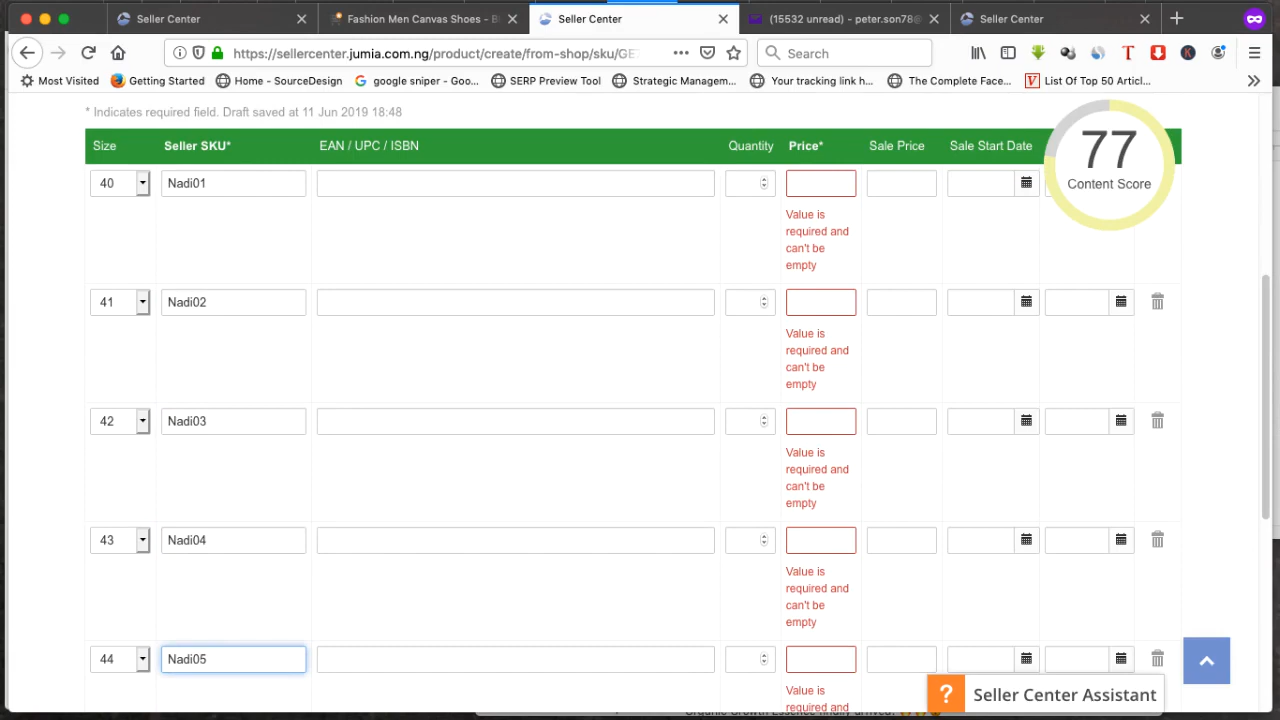 Seller Center
Fashion Men Canvas Shoes - B
Seller Center
(15532 unread) - peter.son78@
Seller Center
https://sellercenter.jumia.com.ng/product/create/from-shop/sku/GE
Search
Most Visited
Getting Started
Home - SourceDesign
google sniper - Goo...
SERP Preview Tool
Strategic Managem...
Your tracking link h...
The Complete Face...
List Of Top 50 Articl...
* Indicates required field. Draft saved at 11 Jun 2019 18:48
Size Seller SKU* EAN / UPC / ISBN Quantity Price* Sale Price Sale Start Date
77
Content Score
40 Nadi01
Value is
required and
can't be
empty
41 Nadi02
Value is
required and
can't be
empty
42 Nadi03
Value is
required and
can't be
empty
43 Nadi04
Value is
required and
can't be
empty
44 Nadi05
Value is
required and
? Seller Center Assistant
Organic Growth Essence finally arrived!